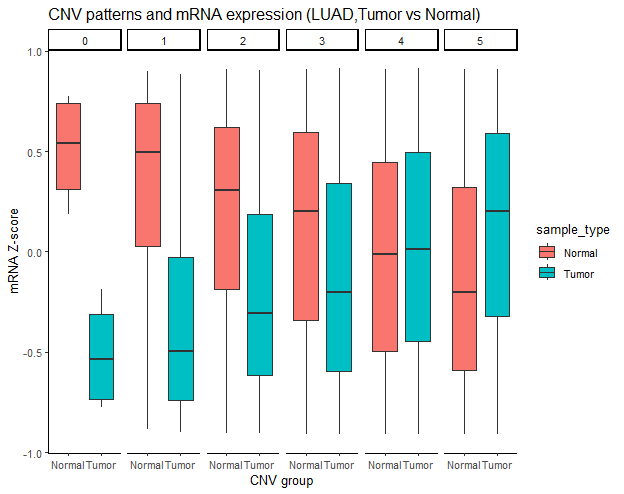 CNV patterns and mRNA expression (LUAD,Tumor vs Normal)
0 1 2 3 4 5
1.0
0.5
0.0
-0.5
-1.0
mRNA Z-score
sample_type
Normal
Tumor
Normal Tumor Normal Tumor Normal Tumor Normal Tumor Normal Tumor Normal Tumor
CNV group